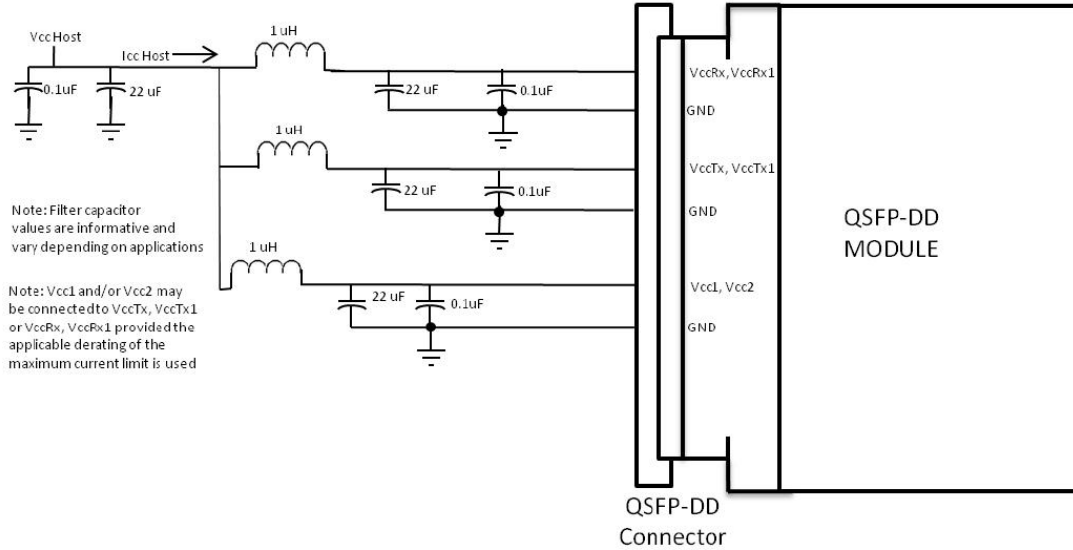 1 uH
Vcc Host
Icc Host
0.1uF
22 uF
22 uF
0.1uF
VccRx, VccRx1
GND
1 uH
22 uF
0.1uF
VccTx, VccTx1
GND
Note: Filter capacitor
values are informative and
vary depending on applications
1 uH
22 uF
0.1uF
Vcc1, Vcc2
GND
Note: Vcc1 and/or Vcc2 may
be connected to VccTx, VccTx1
or VccRx, VccRx1 provided the
applicable derating of the
maximum current limit is used
QSFP-DD
MODULE
QSFP-DD
Connector